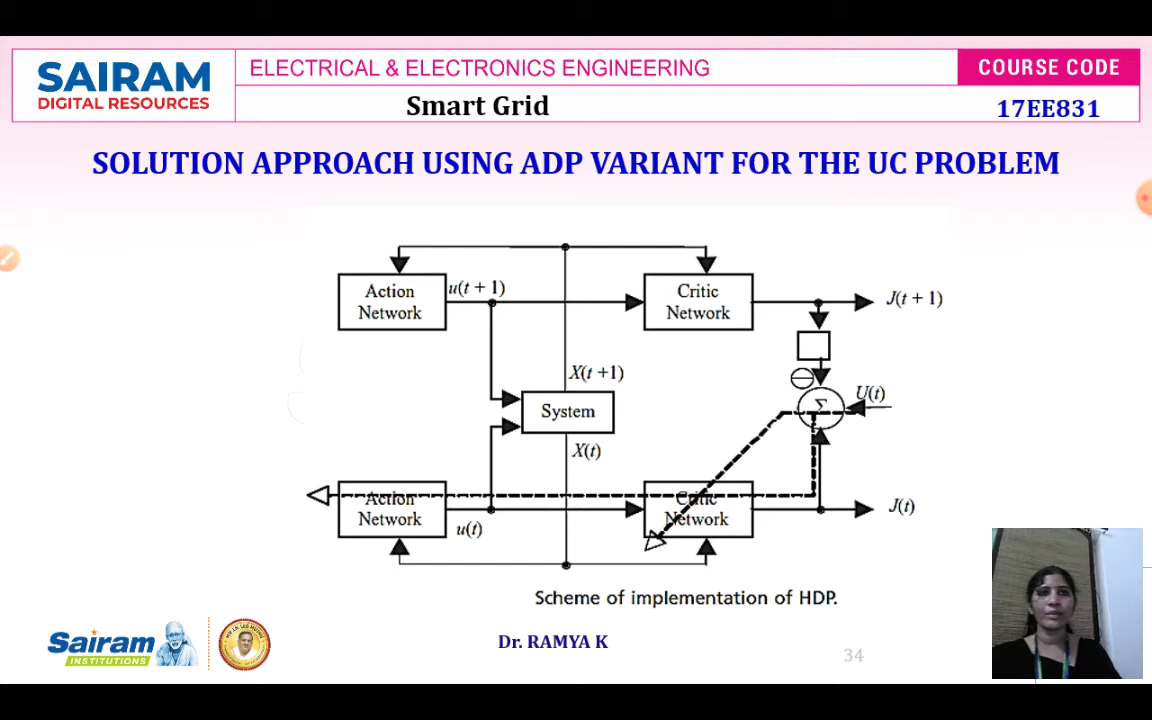 SAIRAM
DIGITAL RESOURCES
ELECTRICAL & ELECTRONICS ENGINEERING
COURSE CODE
Smart Grid
17EE831
SOLUTION APPROACH USING ADP VARIANT FOR THE UC PROBLEM
Action
Network
u(t + 1)
Critic
Network
J(t + 1)
X(t +1)
System
X(t)
Σ
U(t)
Action
Network
u(t)
Critic
Network
J(t)
Scheme of implementation of HDP.
Sairam
INSTITUTIONS
Dr. RAMYA K
34